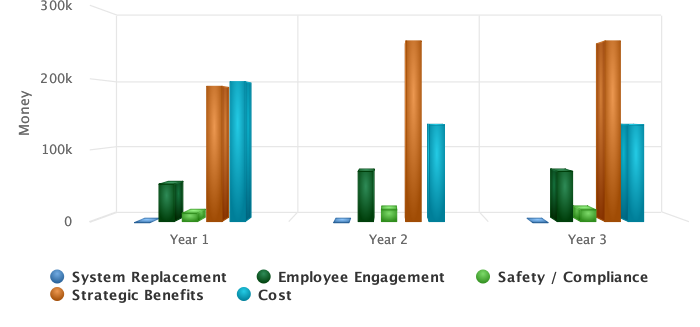 300k
200k
100k
0
Money
Year 1 Year 2 Year 3
System Replacement Employee Engagement Safety / Compliance
Strategic Benefits Cost